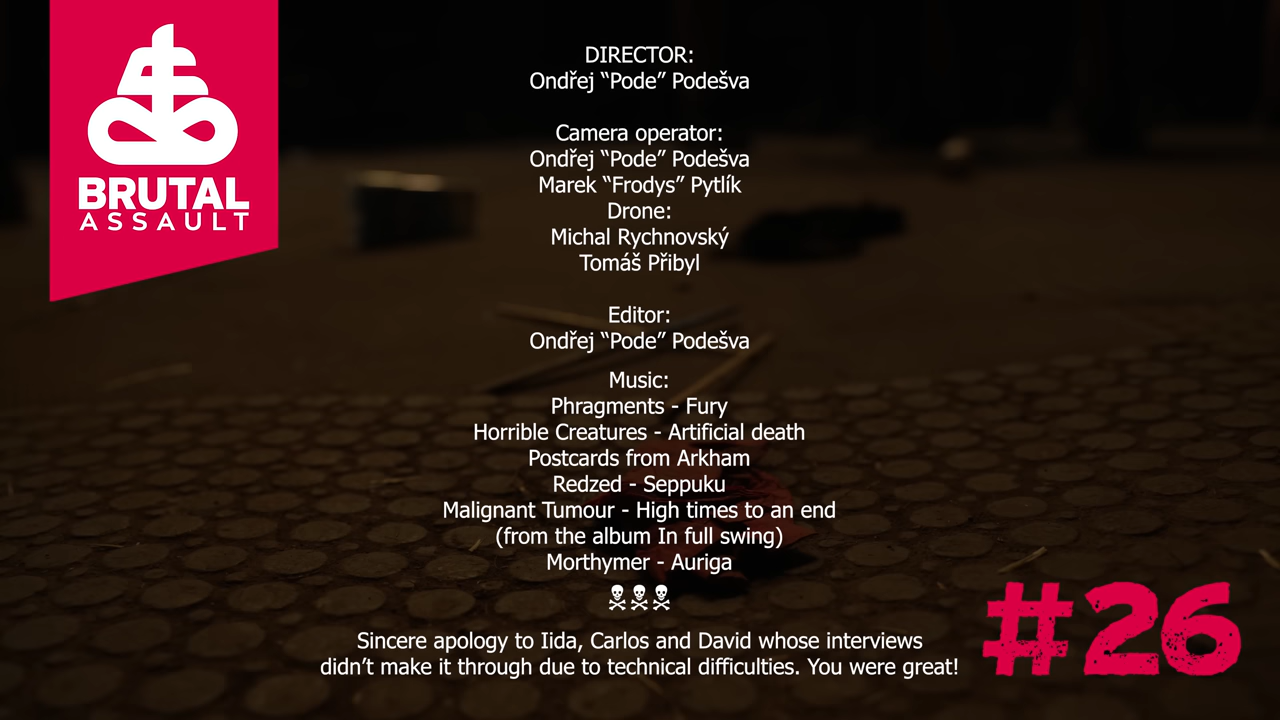 BRUTAL
ASSAULT
DIRECTOR:
Ondřej “Pode” Podešva
Camera operator:
Ondřej “Pode” Podešva
Marek “Frodys” Pytlík
Drone:
Michal Rychnovský
Tomáš Přibyl
Editor:
Ondřej “Pode” Podešva
Music:
Phragments - Fury
Horrible Creatures - Artificial death
Postcards from Arkham
Redzed - Seppuku
Malignant Tumour - High times to an end
(from the album In full swing)
Morthymer - Auriga
☠☠☠
Sincere apology to Iida, Carlos and David whose interviews
didn’t make it through due to technical difficulties. You were great!
#26